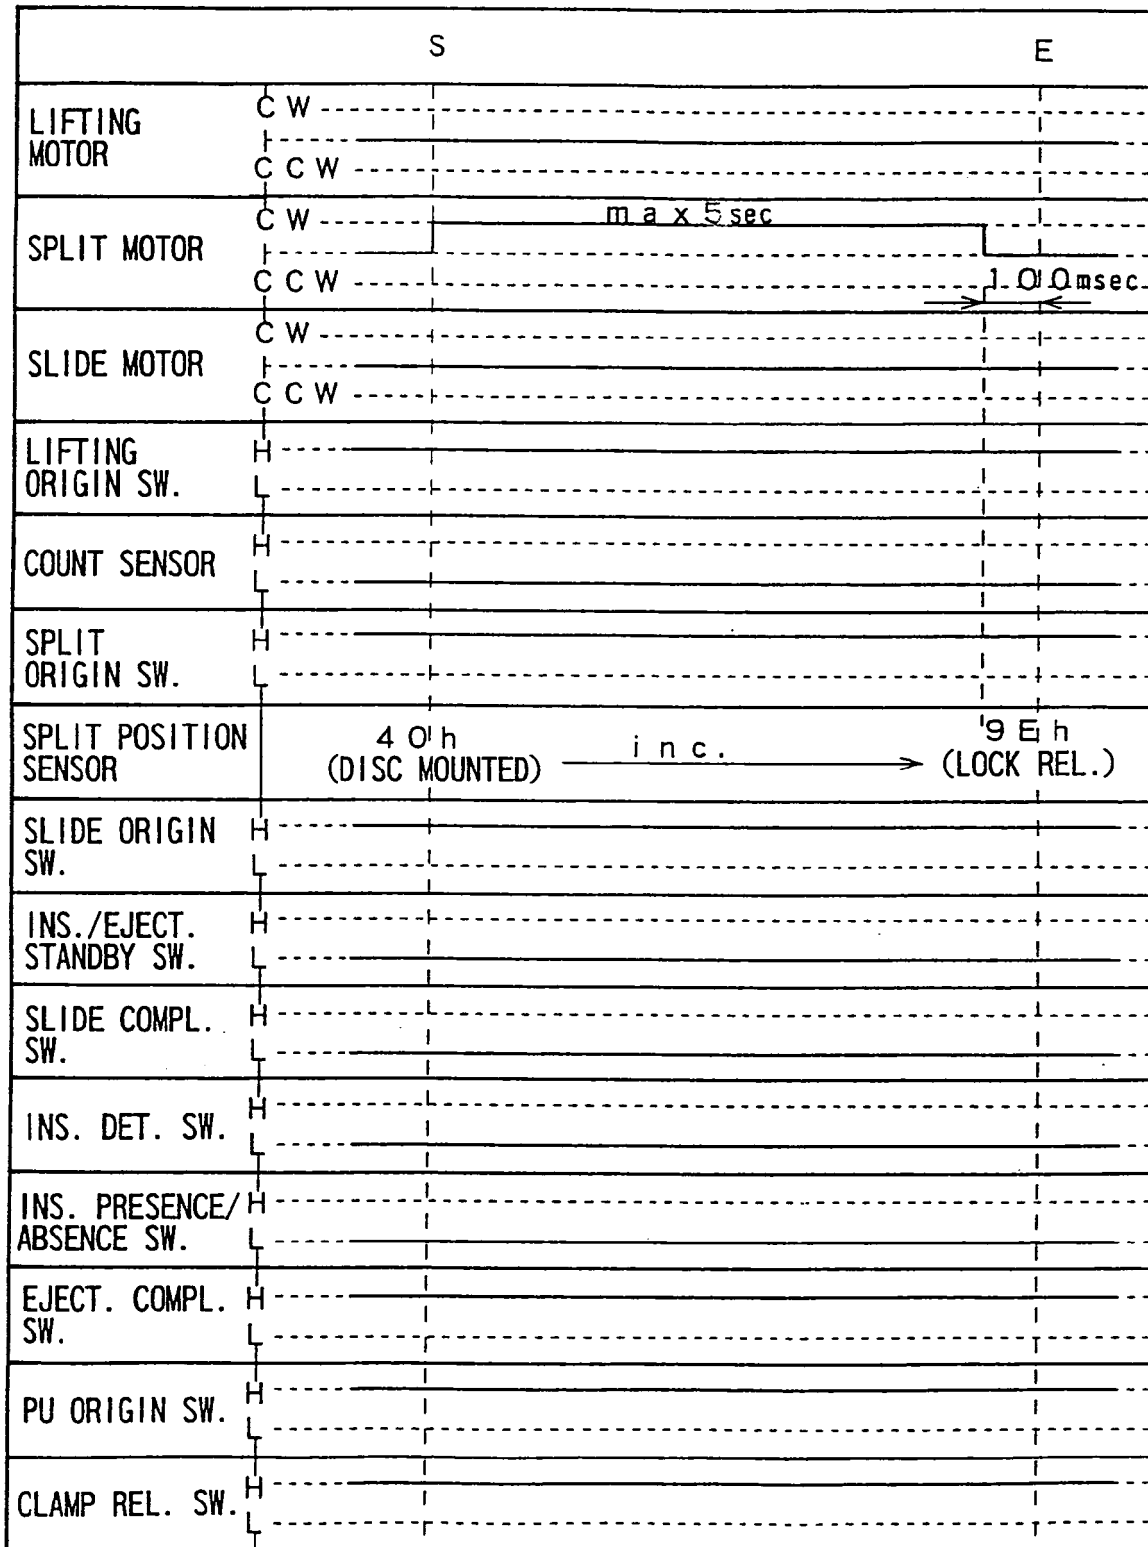 S E
LIFTING
MOTOR
CW
CCW
SPLIT MOTOR
CW
CCW
max 5sec
100msec
SLIDE MOTOR
CW
CCW
LIFTING
ORIGIN SW.
H
L
COUNT SENSOR
H
L
SPLIT
ORIGIN SW.
H
L
SPLIT POSITION
SENSOR
40h
(DISC MOUNTED)
inc.
9Eh
(LOCK REL.)
SLIDE ORIGIN
SW.
H
L
INS./EJECT.
STANDBY SW.
H
L
SLIDE COMPL.
SW.
H
L
INS. DET. SW.
H
L
INS. PRESENCE/
ABSENCE SW.
H
L
EJECT. COMPL.
SW.
H
L
PU ORIGIN SW.
H
L
CLAMP REL. SW.
H
L